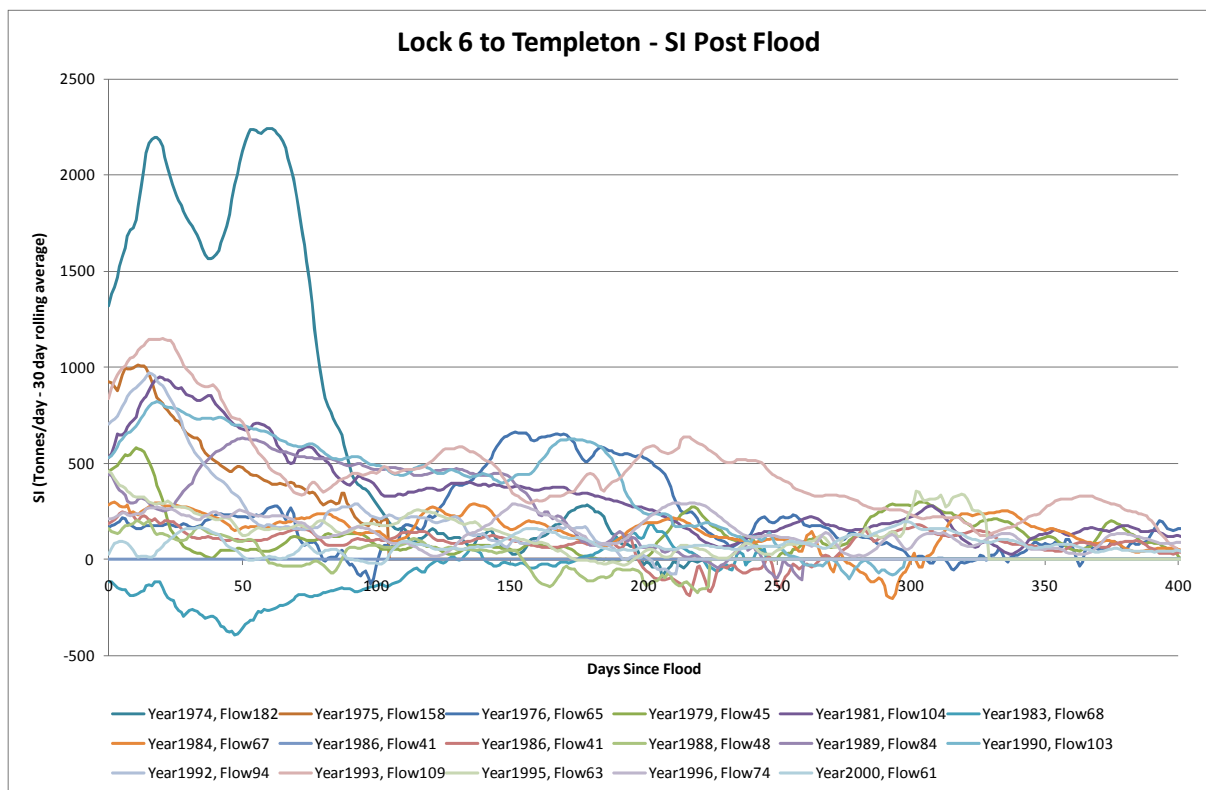 Lock 6 to Templeton - SI Post Flood
2500
2000
1500
1000
500
0
-500
SI (Tonnes/day - 30 day rolling average)
0 50 100 150 200 250 300 350 400
Days Since Flood
Year1974, Flow182 Year1975, Flow158 Year1976, Flow65 Year1979, Flow45 Year1981, Flow104 Year1983, Flow68
Year1984, Flow67 Year1986, Flow41 Year1986, Flow41 Year1988, Flow48 Year1989, Flow84 Year1990, Flow103
Year1992, Flow94 Year1993, Flow109 Year1995, Flow63 Year1996, Flow74 Year2000, Flow61